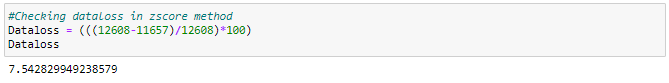 #Checking dataloss in zscore method
Dataloss = (((12608-11657)/12608)*100)
Dataloss
7.542829949238579